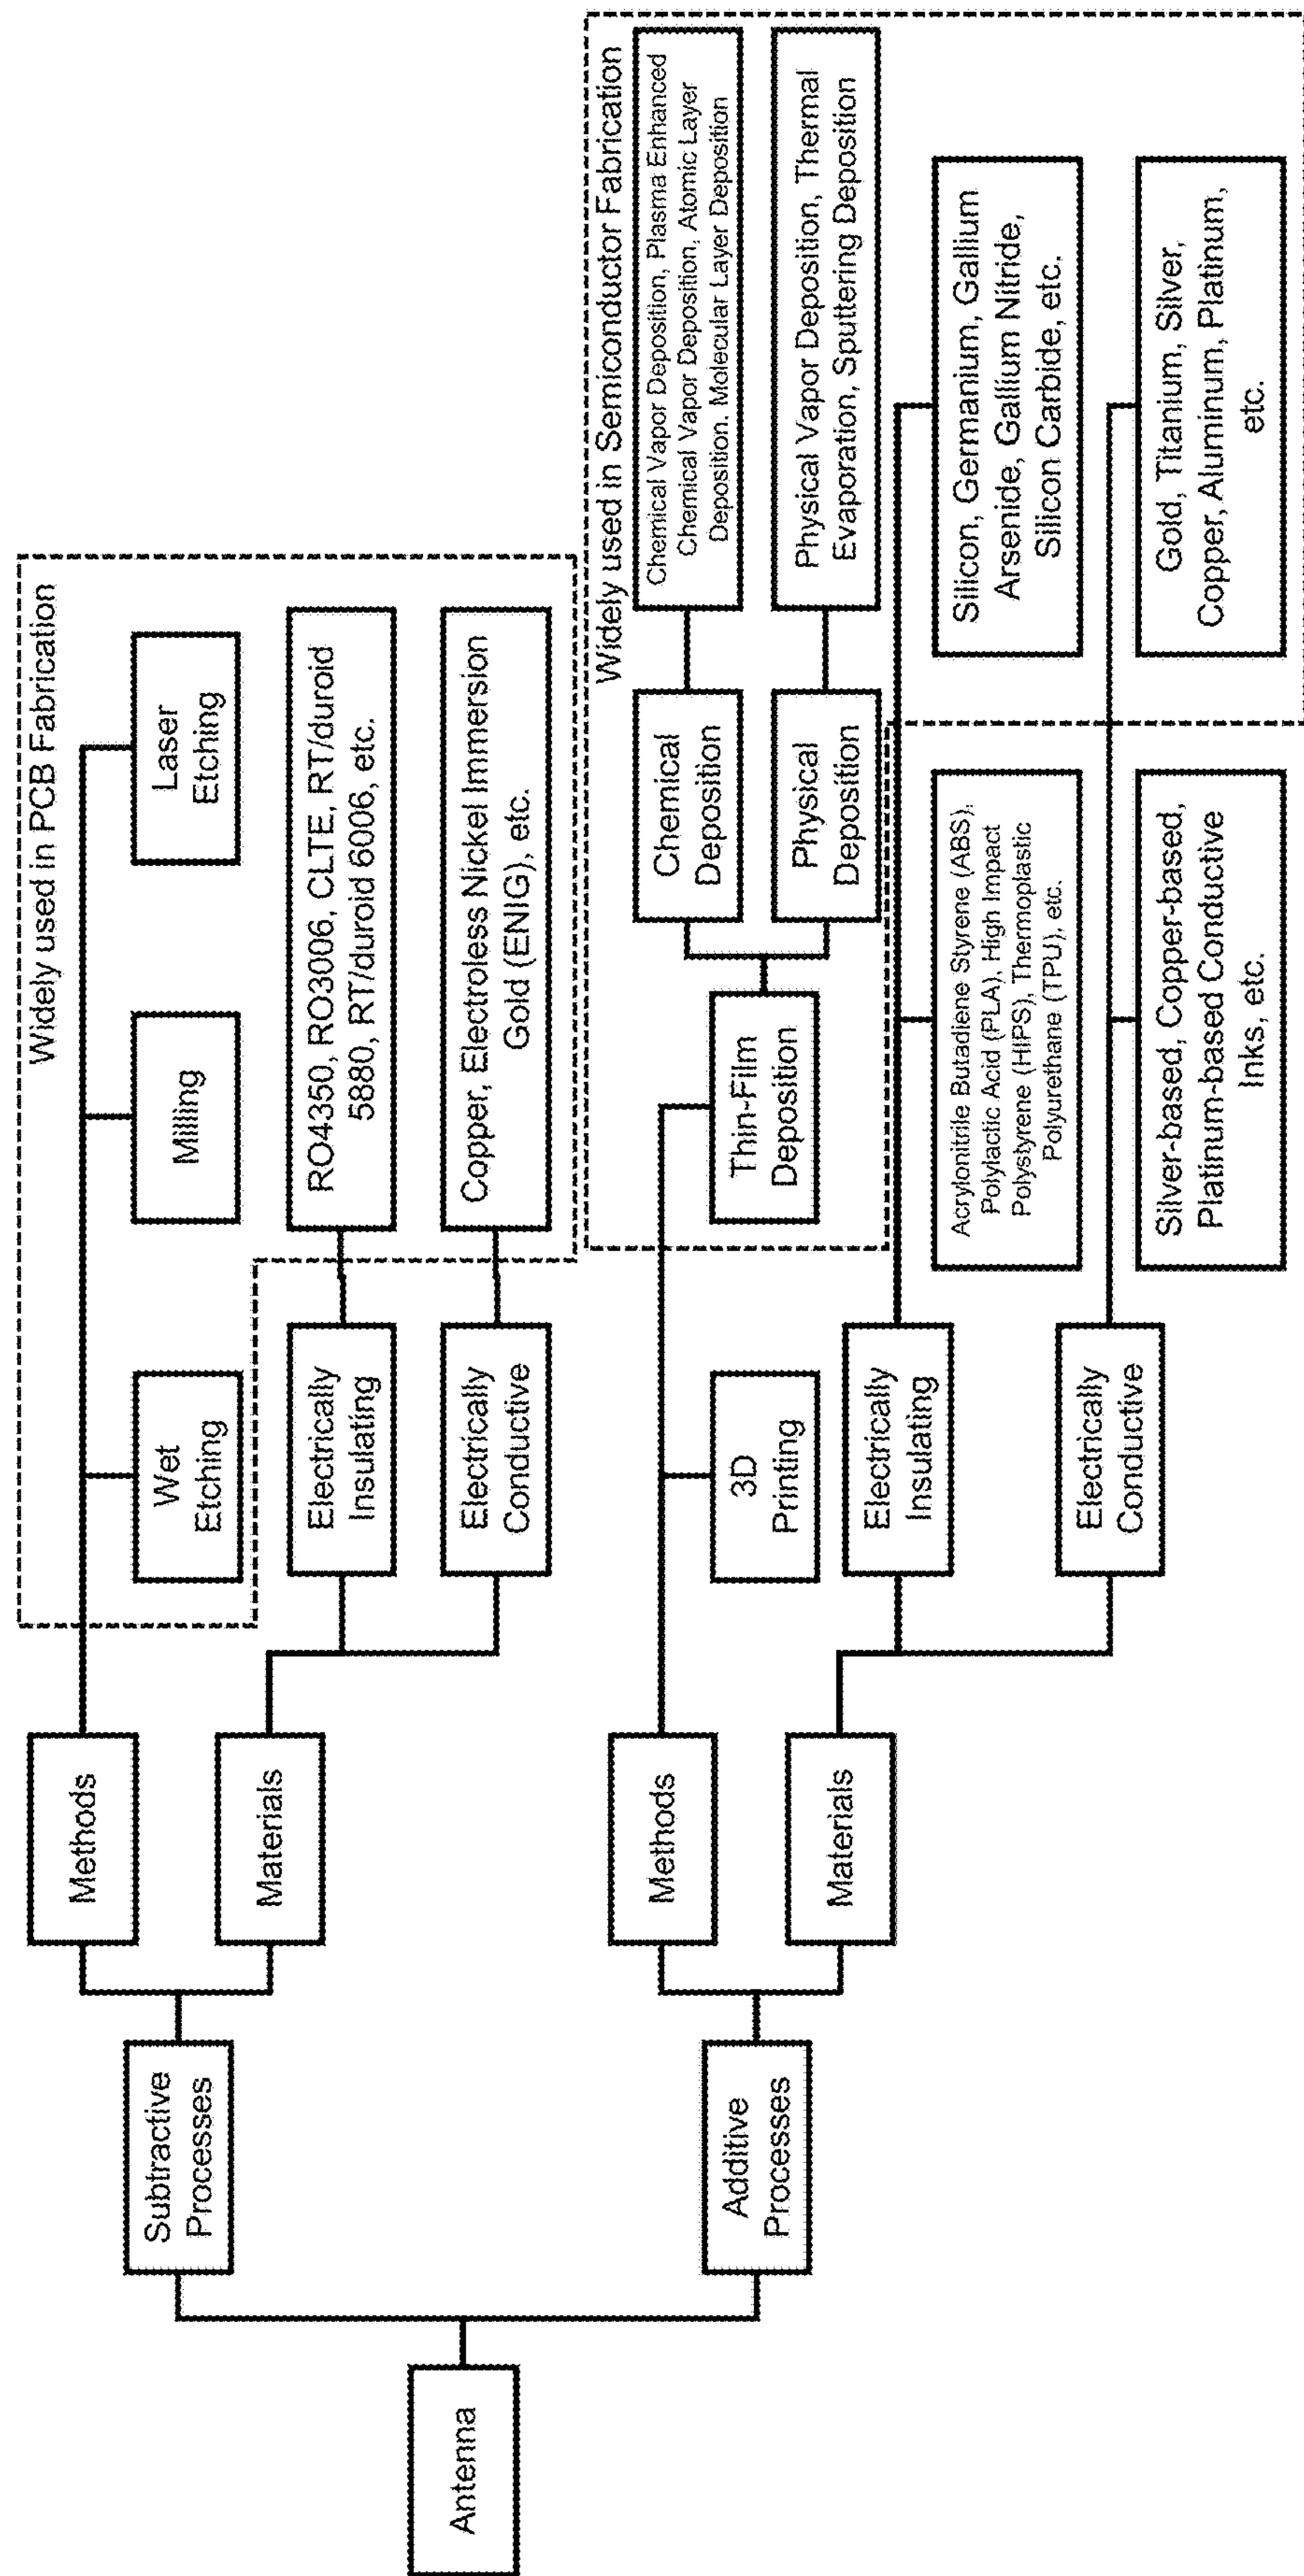 Antenna
Subtractive
Processes
Methods
Widely used in PCB Fabrication
Wet
Etching
Milling
Laser
Etching
Materials
Electrically
Insulating
RO4350, RO3006, CLTE, RT/duroid
5880, RT/duroid 6006, etc.
Electrically
Conductive
Copper, Electroless Nickel Immersion
Gold (ENIG), etc.
Additive
Processes
Methods
Widely used in Semiconductor Fabrication
3D
Printing
Thin-Film
Deposition
Chemical
Deposition
Chemical Vapor Deposition, Plasma Enhanced
Chemical Vapor Deposition, Atomic Layer
Deposition, Molecular Layer Deposition
Physical
Deposition
Physical Vapor Deposition, Thermal
Evaporation, Sputtering Deposition
Materials
Electrically
Insulating
Acrylonitrile Butadiene Styrene (ABS),
Polylactic Acid (PLA), High Impact
Polystyrene (HIPS), Thermoplastic
Polyurethane (TPU), etc.
Silicon, Germanium, Gallium
Arsenide, Gallium Nitride,
Silicon Carbide, etc.
Electrically
Conductive
Silver-based, Copper-based,
Platinum-based Conductive
Inks, etc.
Gold, Titanium, Silver,
Copper, Aluminum, Platinum,
etc.